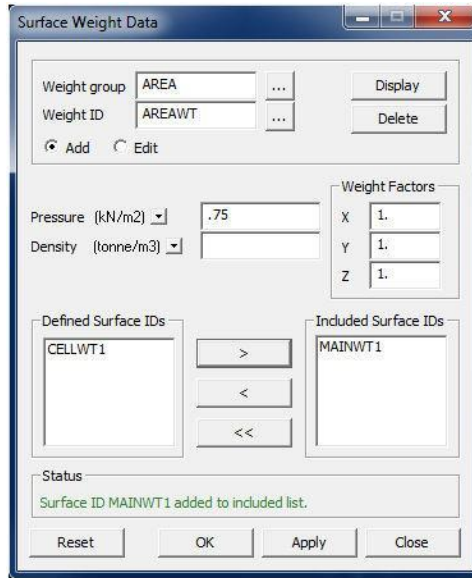 Surface Weight Data
Weight group AREA ... Display
Weight ID AREAWT ... Delete
Add Edit
Weight Factors
Pressure (kN/m2) .75 X 1.
Density (tonne/m3) Y 1.
Z 1.
Defined Surface IDs Included Surface IDs
CELLWT1 > MAINWT1
<
<<
Status
Surface ID MAINWT1 added to included list.
Reset OK Apply Close